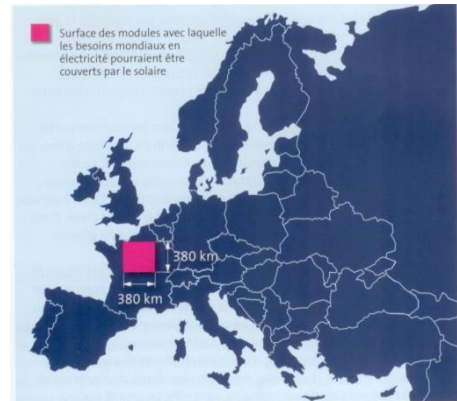 Surface des modules avec laquelle
les besoins mondiaux en
électricité pourraient être
couverts par le solaire
380 km
380 km